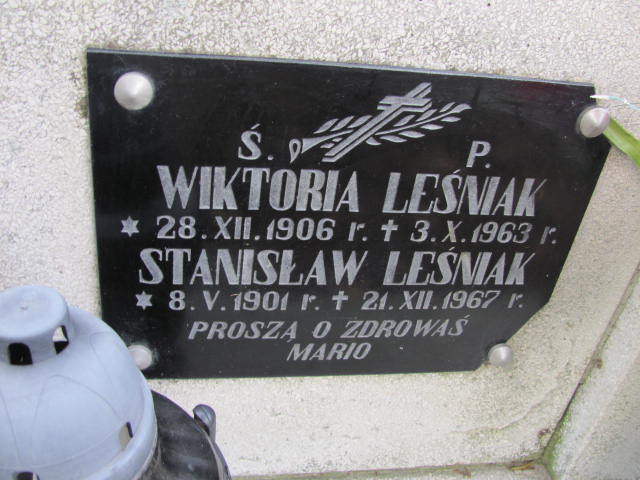 Ś. P.
WIKTORIA LEŚNIAK
* 28. XII. 1906 r. † 3. X. 1963 r.
STANISŁAW LEŚNIAK
* 8. V. 1901 r. † 21. XII. 1967 r.
PROSZĄ O ZDROWAŚ
MARIO